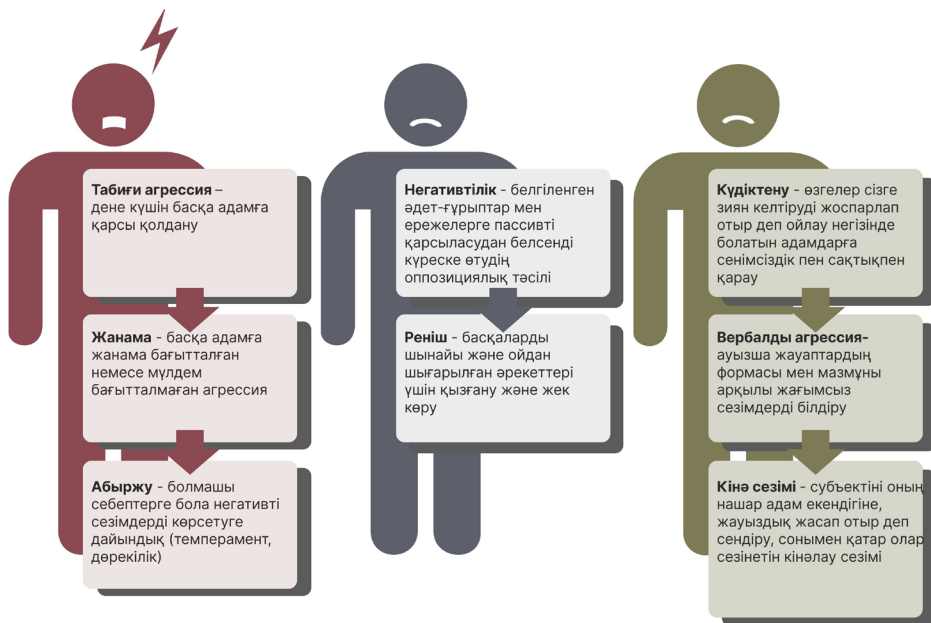 Табиғи агрессия –
дене күшін басқа адамға
қарсы қолдану
Жанама - басқа адамға
жанама бағытталған
немесе мүлдем
бағытталмаған агрессия
Абыржу - болмашы
себептерге бола негативті
сезімдерді көрсетуге
дайындық (темперамент,
дөрекілік)
Негативтілік - белгіленген
әдет-ғұрыптар мен
ережелерге пассивті
қарсыласудан белсенді
күреске өтудің
оппозициялық тәсілі
Реніш - басқаларды
шынайы және ойдан
шығарылған әрекеттері
үшін қызғану және жек
көру
Күдіктену - өзгелер сізге
зиян келтіруді жоспарлап
отыр деп ойлау негізінде
болатын адамдарға
сенімсіздік пен сақтықпен
қарау
Вербалды агрессия-
ауызша жауаптардың
формасы мен мазмұны
арқылы жағымсыз
сезімдерді білдіру
Кінә сезімі - субъектіні оның
нашар адам екендігіне,
жауыздық жасап отыр деп
сендіру, сонымен қатар олар
сезінетін кінәлау сезімі